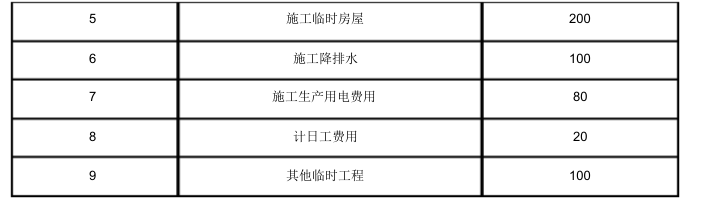 5 施工临时房屋 200
6 施工降排水 100
7 施工生产用电费用 80
8 计日工费用 20
9 其他临时工程 100